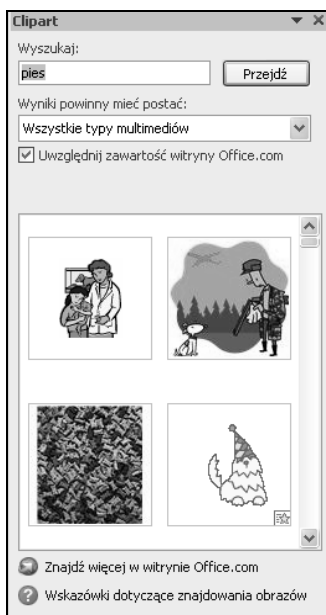 Clipart
Wyszukaj:
pies
Przejdź
Wyniki powinny mieć postać:
Wszystkie typy multimediów
Uwzględnij zawartość witryny Office.com
Znajdź więcej w witrynie Office.com
Wskazówki dotyczące znajdowania obrazów